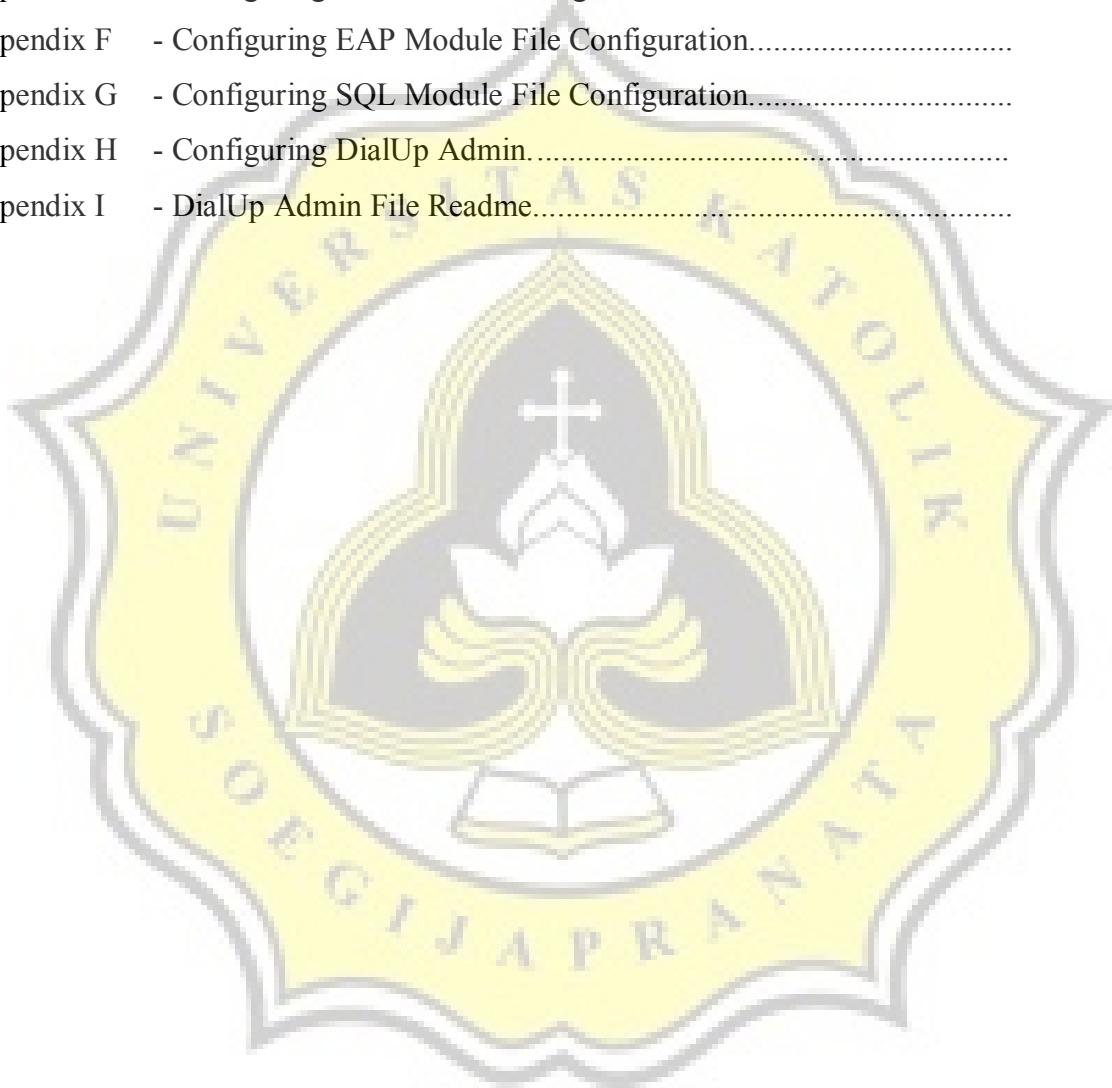 pendix F - Configuring EAP Module File Configuration...............................
pendix G - Configuring SQL Module File Configuration...............................
pendix H - Configuring DialUp Admin.........................................................
pendix I - DialUp Admin File Readme.........................................................
UNIVERSITAS KATOLIK
SOEGIJAPRANATA